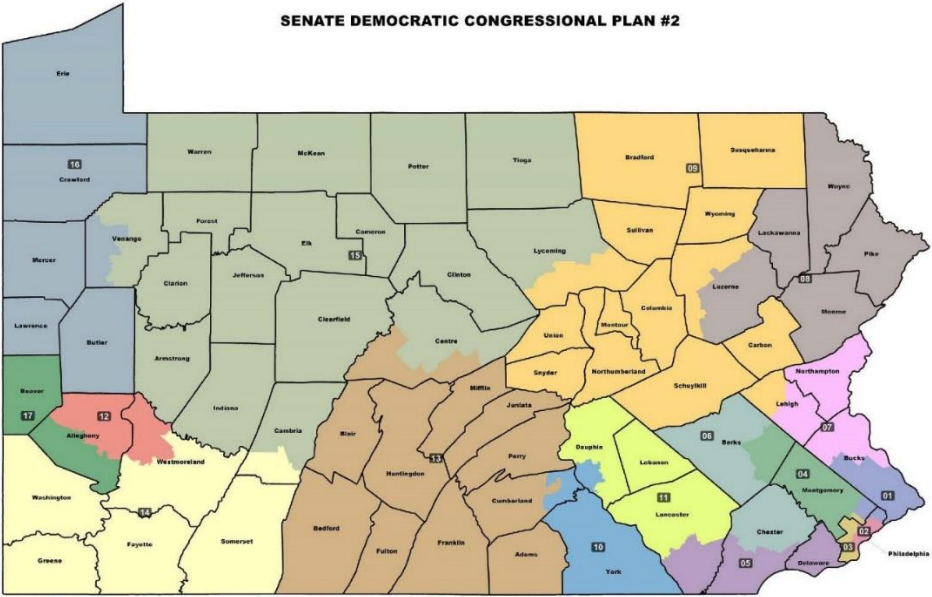 SENATE DEMOCRATIC CONGRESSIONAL PLAN #2
Erie
Warren
McKean
Potter
Tioga
Bradford
09
Susquehanna
16
Crawford
Wayne
Forest
Cameron
Wyoming
Sullivan
Lackawanna
Venango
Elk
15
Lycoming
Mercer
Clarion
Jefferson
Clinton
Luzerne
08
Pike
Columbia
Monroe
Lawrence
Butler
Clearfield
Centre
Union
Montour
Carbon
Armstrong
Snyder
Northumberland
Northampton
Beaver
Mifflin
Schuylkill
Lehigh
17
12
Indiana
Juniata
07
Allegheny
Cambria
Blair
06
Berks
Dauphin
Bucks
Westmoreland
13
Perry
Lebanon
Huntingdon
04
Montgomery
01
Washington
Cumberland
11
Lancaster
14
Chester
02
Bedford
Franklin
10
03
Philadelphia
Greene
Fayette
Somerset
Fulton
Adams
York
05
Delaware